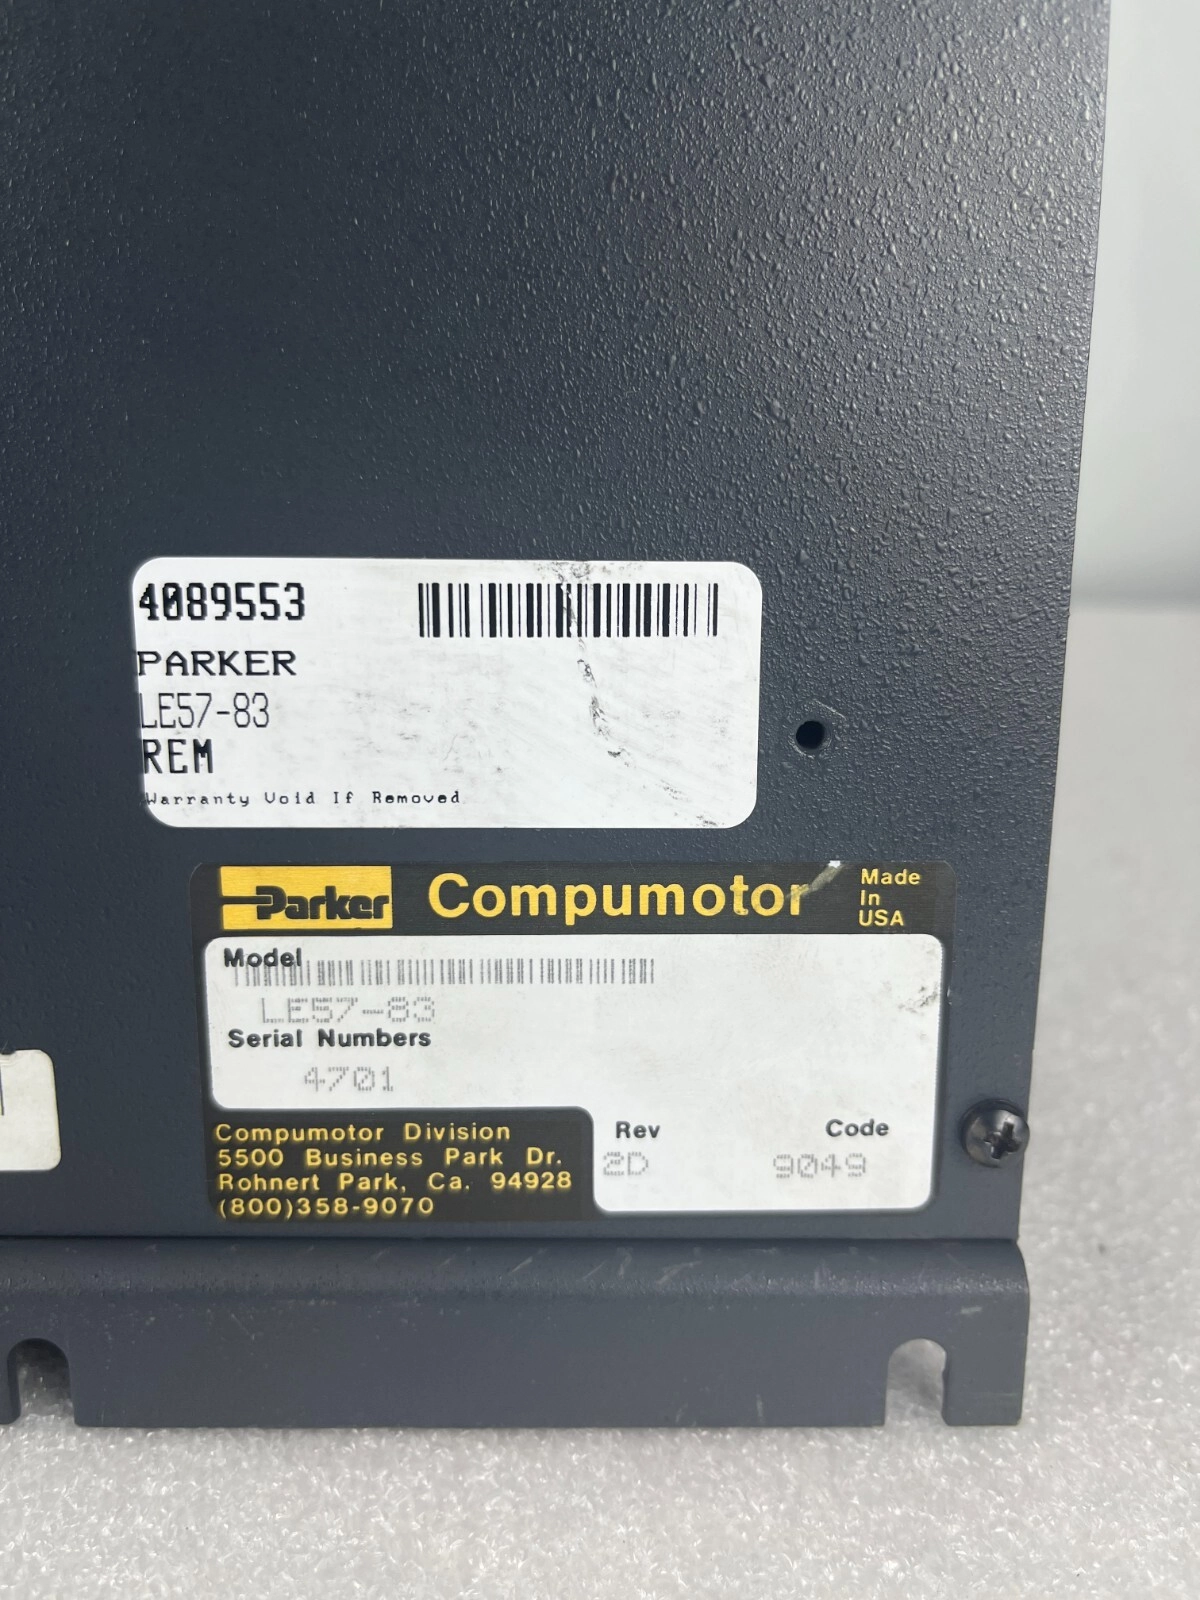 4089553
PARKER
LE57-83
REM
Warranty Void If Removed
Parker Compumotor
Made
In
USA
Model
LE57-83
Serial Numbers
4701
Compumotor Division
5500 Business Park Dr.
Rohnert Park, Ca. 94928
(800)358-9070
Rev
2D
Code
9049